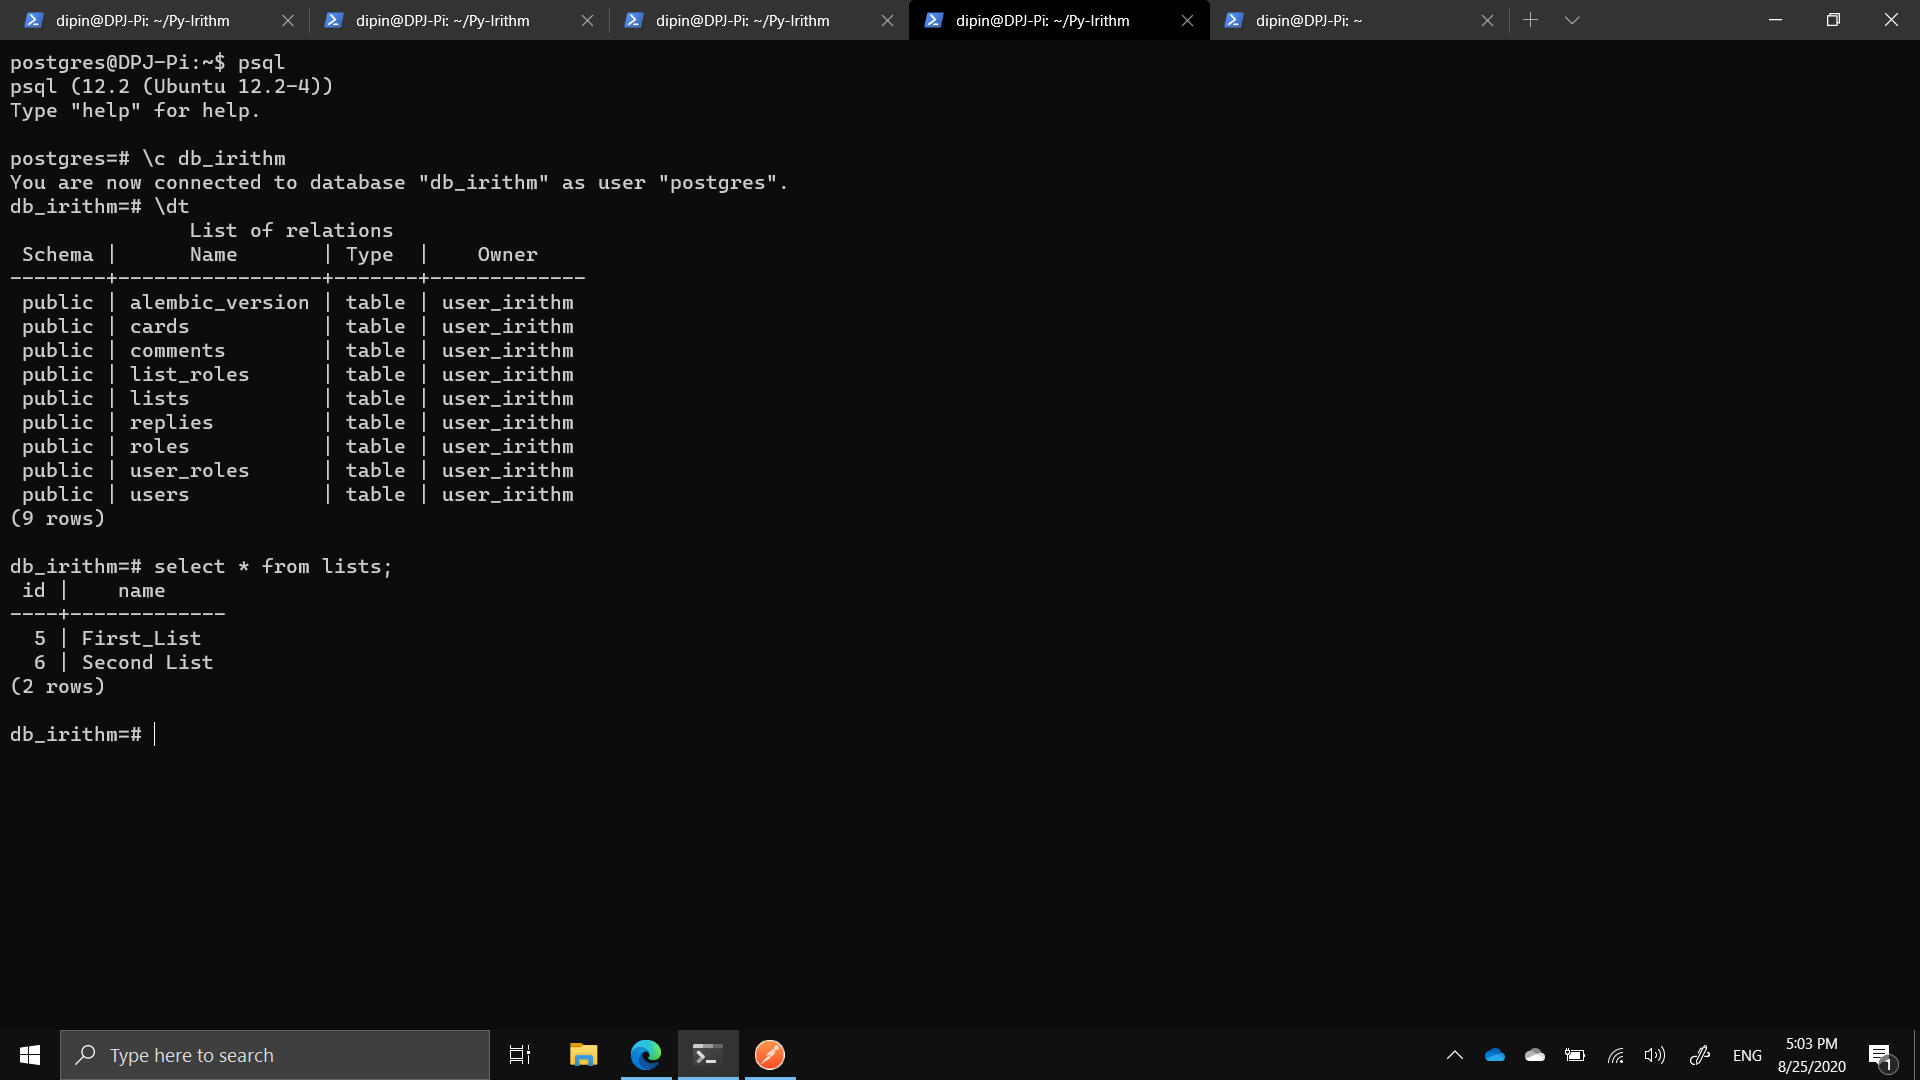 dipin@DPJ-Pi: ~/Py-Irithm
dipin@DPJ-Pi: ~/Py-Irithm
dipin@DPJ-Pi: ~/Py-Irithm
dipin@DPJ-Pi: ~/Py-Irithm
dipin@DPJ-Pi: ~
postgres@DPJ-Pi:~$ psql
psql (12.2 (Ubuntu 12.2-4))
Type "help" for help.
postgres=# \c db_irithm
You are now connected to database "db_irithm" as user "postgres".
db_irithm=# \dt
List of relations
Schema | Name | Type | Owner
--------+-----------------+-------+-------------
public | alembic_version | table | user_irithm
public | cards | table | user_irithm
public | comments | table | user_irithm
public | list_roles | table | user_irithm
public | lists | table | user_irithm
public | replies | table | user_irithm
public | roles | table | user_irithm
public | user_roles | table | user_irithm
public | users | table | user_irithm
(9 rows)
db_irithm=# select * from lists;
id | name
----+-------------
5 | First_List
6 | Second List
(2 rows)
db_irithm=#
Type here to search
ENG
5:03 PM
8/25/2020
1